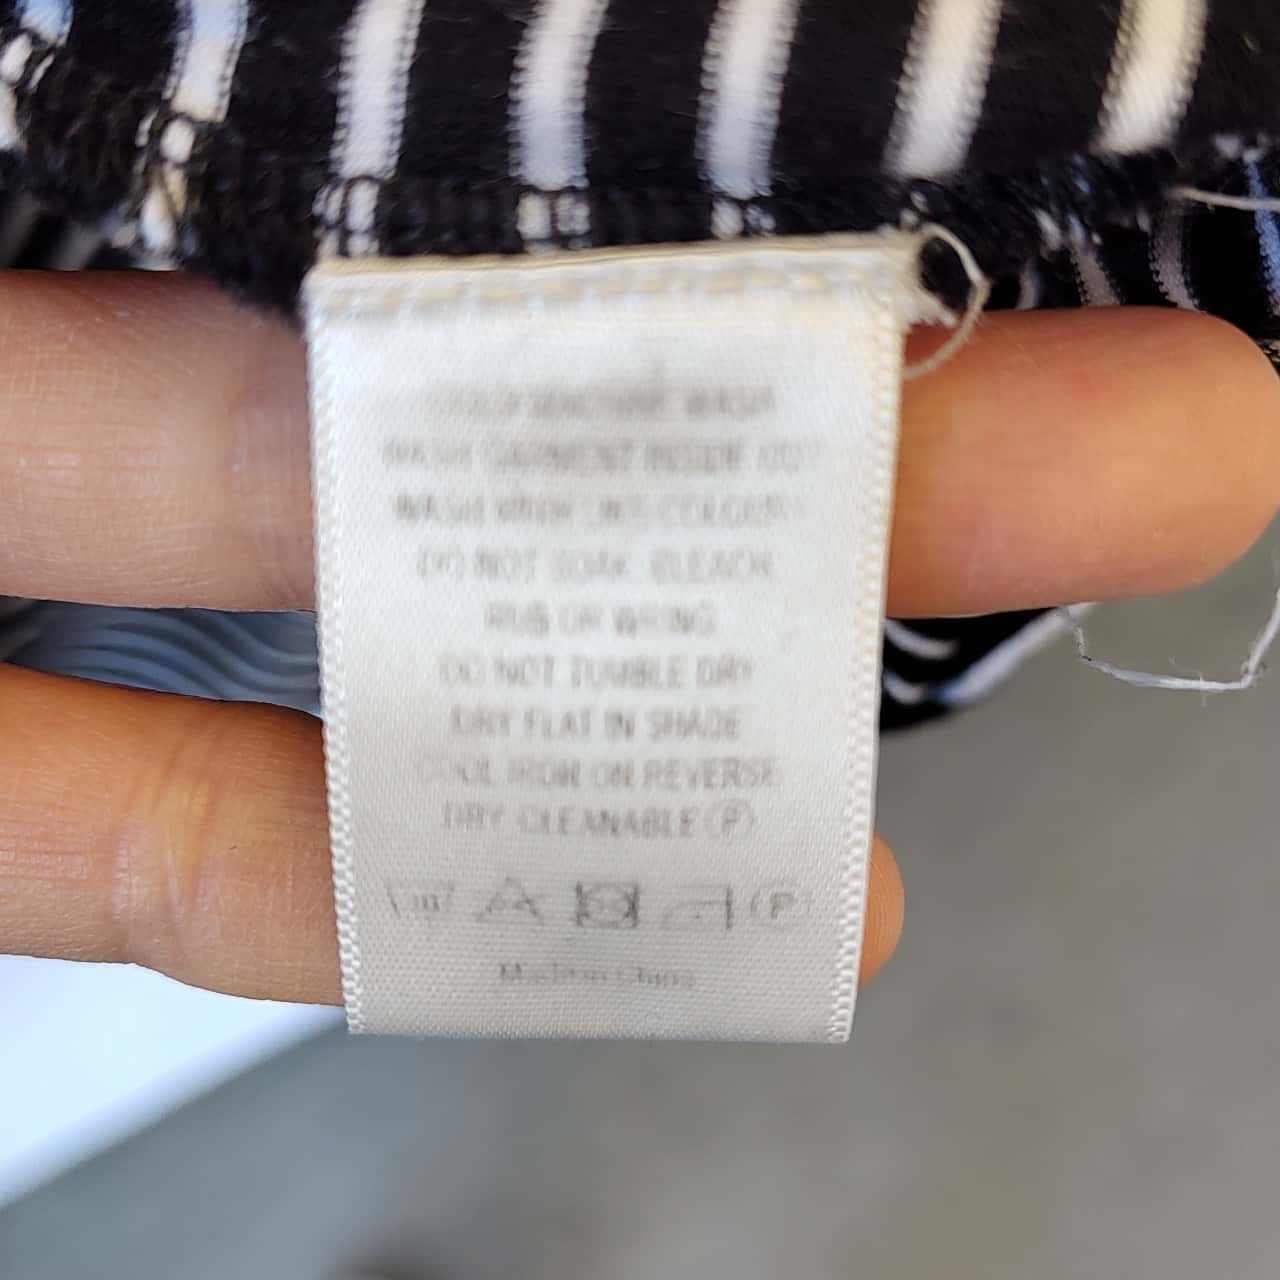 MACHINE WASH
WASH GARMENT INSIDE OUT
WASH WITH LIKE COLOURS
DO NOT SOAK, BLEACH,
RUB OR WRING
DO NOT TUMBLE DRY
DRY FLAT IN SHADE
COOL IRON ON REVERSE
DRY CLEANABLE (P)
(P)
Made in China